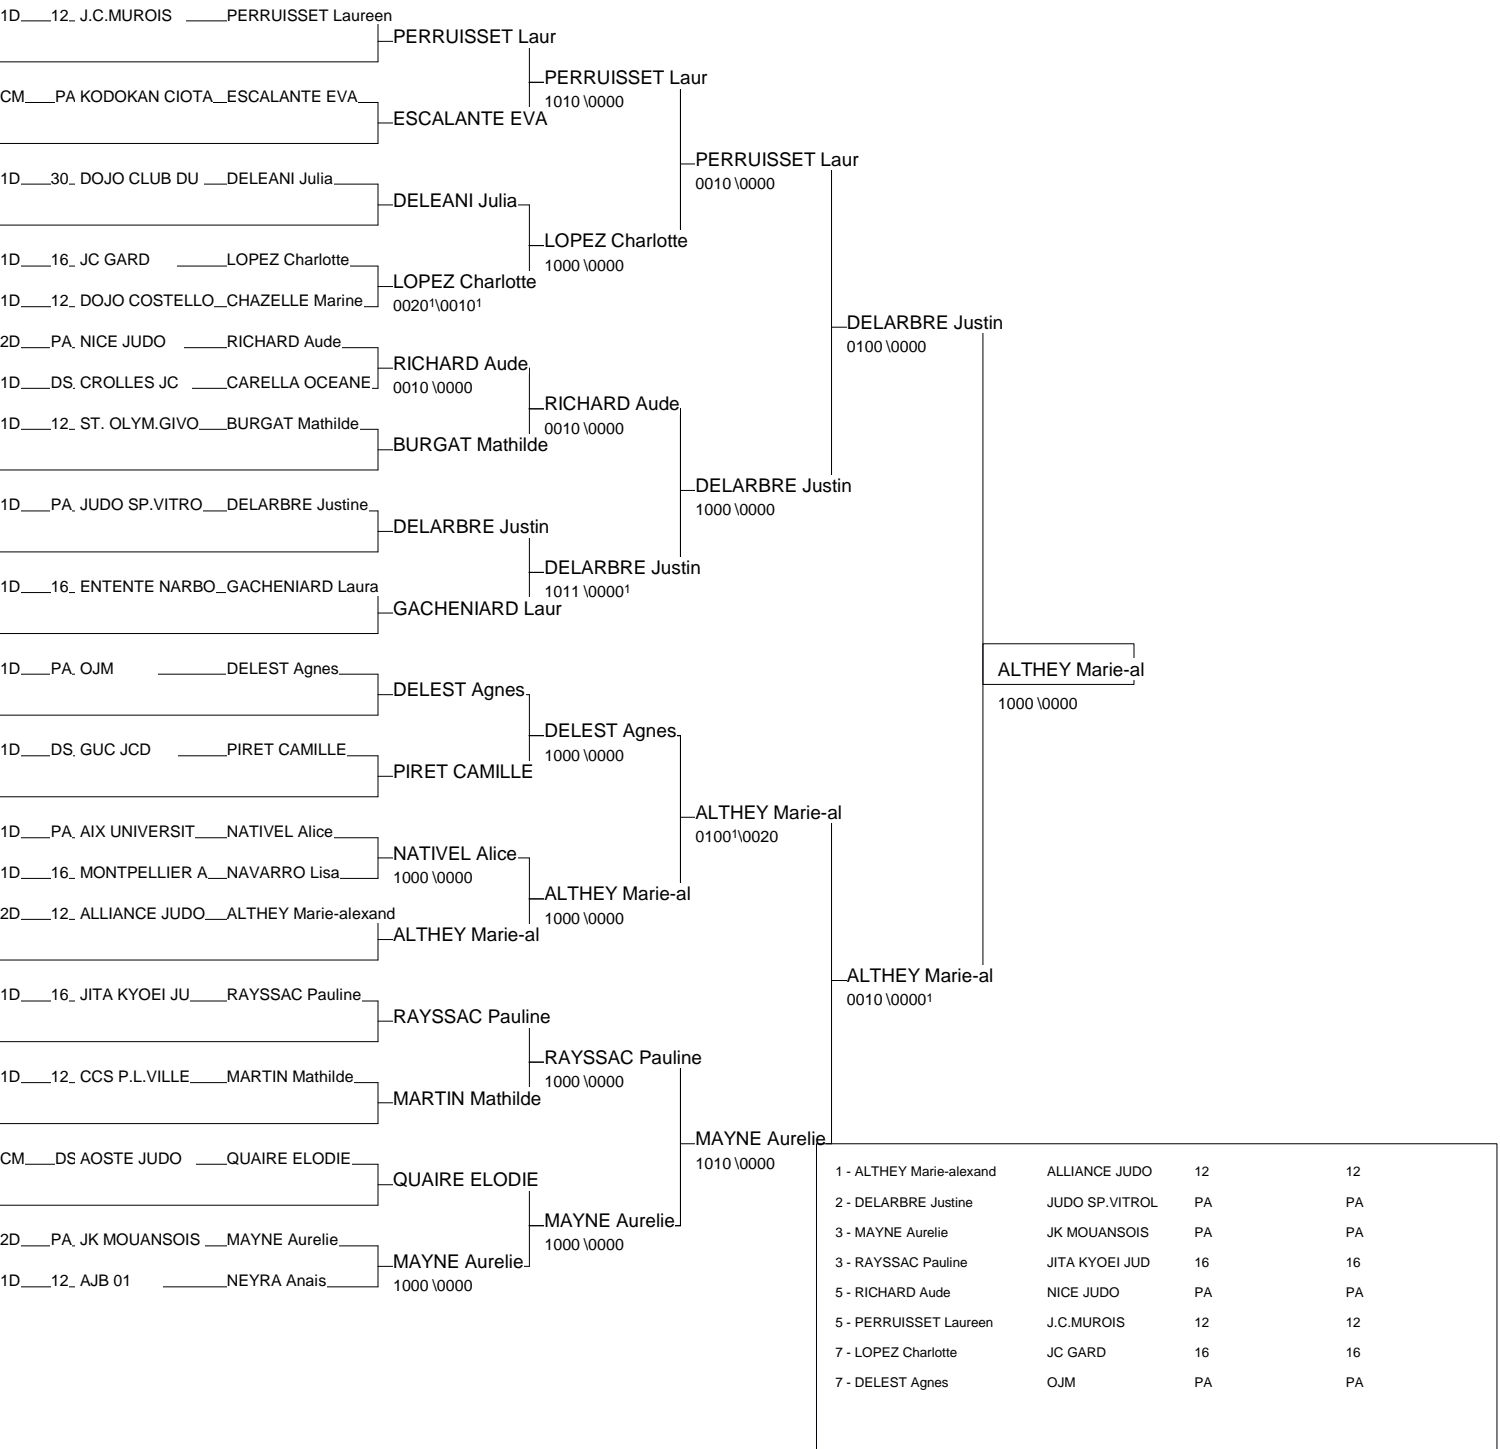 1D 12 J.C.MUROIS PERRUISSET Laureen
PERRUISSET Laur
PERRUISSET Laur
1010 \0000
CM PA KODOKAN CIOTA ESCALANTE EVA
ESCALANTE EVA
PERRUISSET Laur
0010 \0000
1D 30 DOJO CLUB DU DELEANI Julia
DELEANI Julia
LOPEZ Charlotte
1000 \0000
1D 16 JC GARD LOPEZ Charlotte
LOPEZ Charlotte
0020¹\0010¹
1D 12 DOJO COSTELLO CHAZELLE Marine
DELARBRE Justin
0100 \0000
2D PA NICE JUDO RICHARD Aude
RICHARD Aude
0010 \0000
1D DS CROLLES JC CARELLA OCEANE
RICHARD Aude
0010 \0000
1D 12 ST. OLYM.GIVO BURGAT Mathilde
BURGAT Mathilde
DELARBRE Justin
1000 \0000
1D PA JUDO SP.VITRO DELARBRE Justine
DELARBRE Justin
DELARBRE Justin
1011 \0000¹
1D 16 ENTENTE NARBO GACHENIARD Laura
GACHENIARD Laur
ALTHEY Marie-al
1000 \0000
1D PA OJM DELEST Agnes
DELEST Agnes
DELEST Agnes
1000 \0000
1D DS GUC JCD PIRET CAMILLE
PIRET CAMILLE
ALTHEY Marie-al
0100¹\0020
1D PA AIX UNIVERSIT NATIVEL Alice
NATIVEL Alice
1000 \0000
1D 16 MONTPELLIER A NAVARRO Lisa
ALTHEY Marie-al
1000 \0000
2D 12 ALLIANCE JUDO ALTHEY Marie-alexand
ALTHEY Marie-al
ALTHEY Marie-al
0010 \0000¹
1D 16 JITA KYOEI JU RAYSSAC Pauline
RAYSSAC Pauline
RAYSSAC Pauline
1000 \0000
1D 12 CCS P.L.VILLE MARTIN Mathilde
MARTIN Mathilde
MAYNE Aurelie
1010 \0000
CM DS AOSTE JUDO QUAIRE ELODIE
QUAIRE ELODIE
MAYNE Aurelie
1000 \0000
2D PA JK MOUANSOIS MAYNE Aurelie
MAYNE Aurelie
1000 \0000
1D 12 AJB 01 NEYRA Anais
1 - ALTHEY Marie-alexand ALLIANCE JUDO 12 12
2 - DELARBRE Justine JUDO SP.VITROL PA PA
3 - MAYNE Aurelie JK MOUANSOIS PA PA
3 - RAYSSAC Pauline JITA KYOEI JUD 16 16
5 - RICHARD Aude NICE JUDO PA PA
5 - PERRUISSET Laureen J.C.MUROIS 12 12
7 - LOPEZ Charlotte JC GARD 16 16
7 - DELEST Agnes OJM PA PA